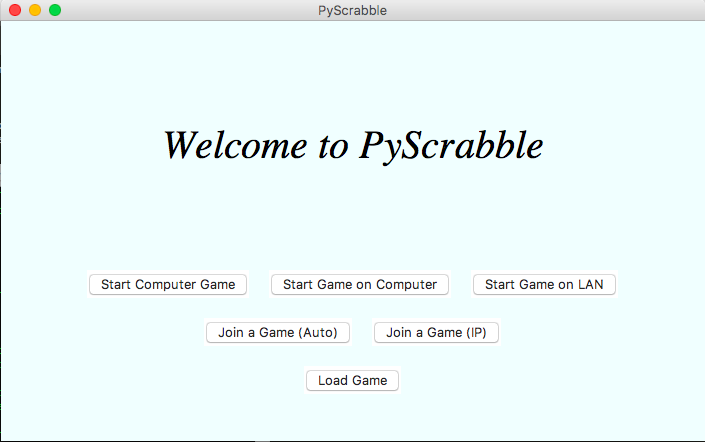 PyScrabble
Welcome to PyScrabble
Start Computer Game
Start Game on Computer
Start Game on LAN
Join a Game (Auto)
Join a Game (IP)
Load Game